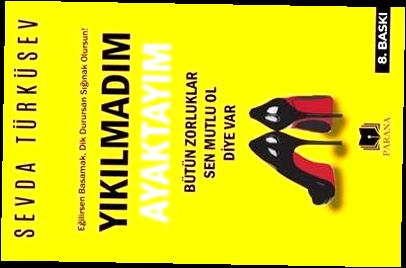 SEVDA TÜRKÜSEV
Eğilirsen Basamak, Dik Durursan Sığınak Olursun!
YIKILMADIM
AYAKTAYIM
BÜTÜN ZORLUKLAR
SEN MUTLU OL
DİYE VAR
PARANA
8. BASKI